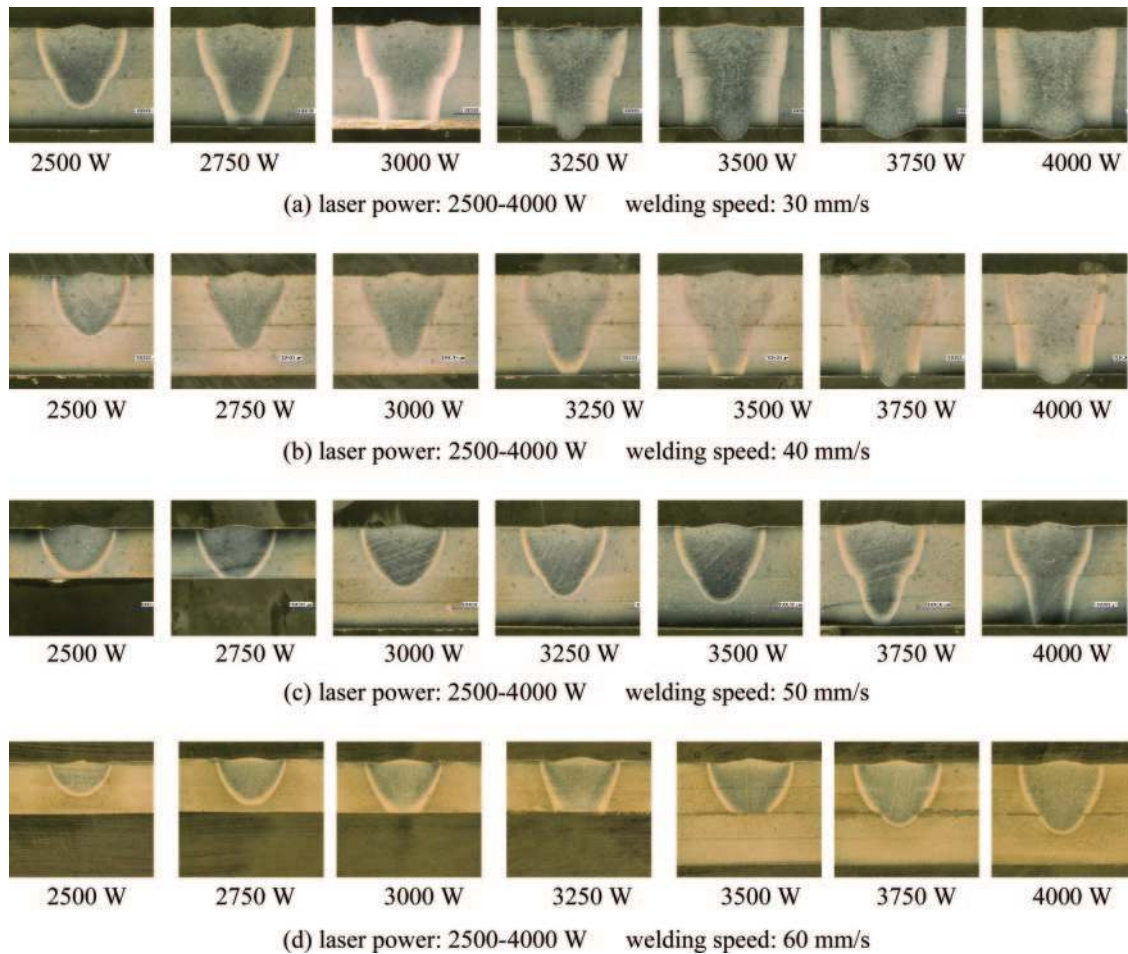 2500 W 2750 W 3000 W 3250 W 3500 W 3750 W 4000 W
(a) laser power: 2500-4000 W welding speed: 30 mm/s
2500 W 2750 W 3000 W 3250 W 3500 W 3750 W 4000 W
(b) laser power: 2500-4000 W welding speed: 40 mm/s
2500 W 2750 W 3000 W 3250 W 3500 W 3750 W 4000 W
(c) laser power: 2500-4000 W welding speed: 50 mm/s
2500 W 2750 W 3000 W 3250 W 3500 W 3750 W 4000 W
(d) laser power: 2500-4000 W welding speed: 60 mm/s